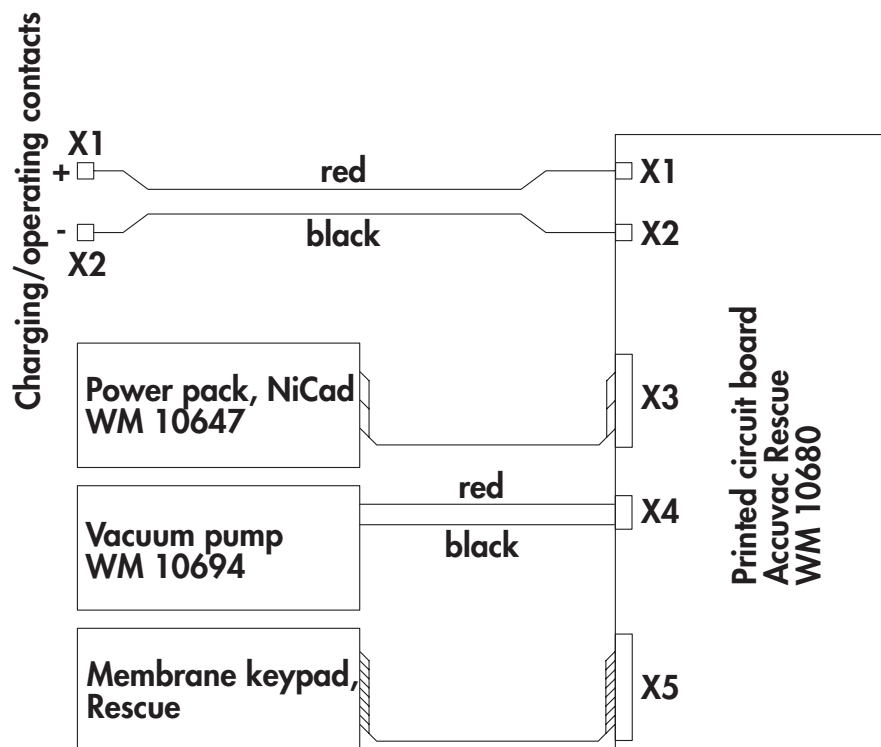 Charging/operating contacts
X1
+
red
X1
-
black
X2
X2
Power pack, NiCad
WM 10647
X3
red
Vacuum pump
WM 10694
X4
black
Membrane keypad,
Rescue
X5
Printed circuit board
Accuvac Rescue
WM 10680